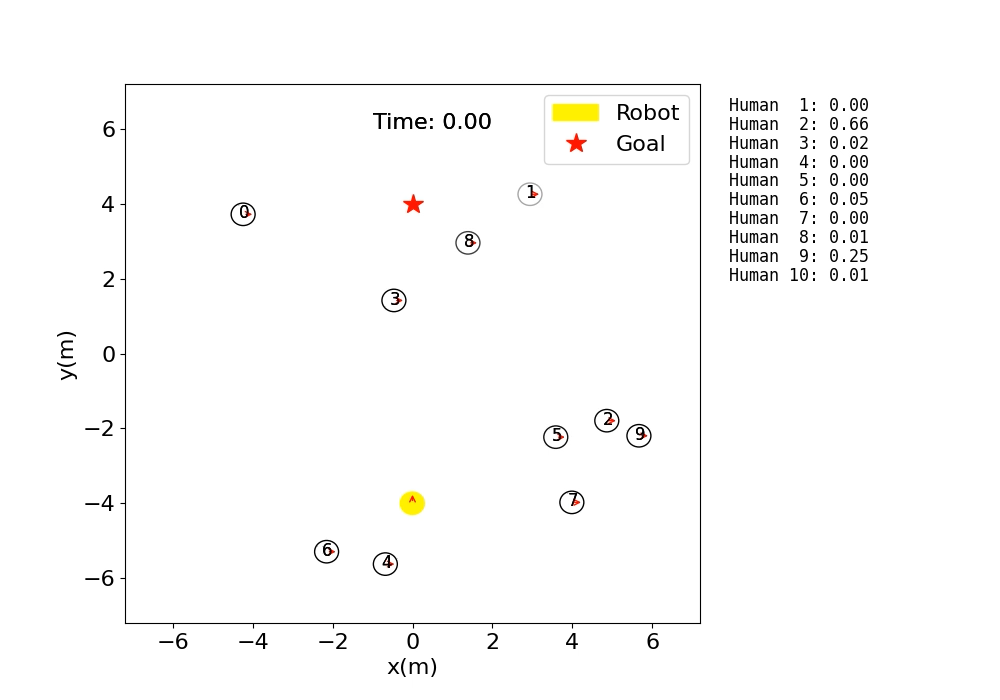 Time: 0.00
Robot
Goal
Human  1: 0.00
Human  2: 0.66
Human  3: 0.02
Human  4: 0.00
Human  5: 0.00
Human  6: 0.05
Human  7: 0.00
Human  8: 0.01
Human  9: 0.25
Human 10: 0.01
6
4
2
0
−2
−4
−6
y(m)
0
1
8
3
2
5
9
7
6
4
−6
−4
−2
0
2
4
6
x(m)